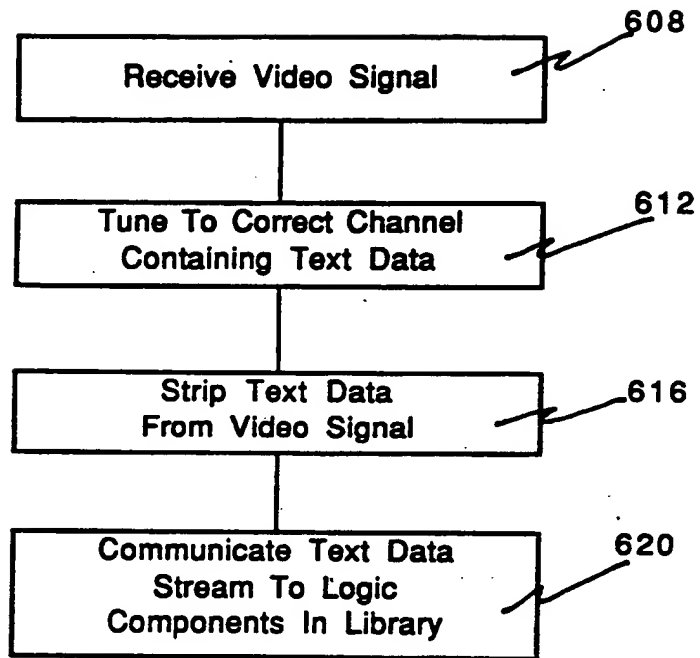 608
Receive Video Signal
612
Tune To Correct Channel
Containing Text Data
Strip Text Data
From Video Signal
616
Communicate Text Data
Stream To Logic
Components In Library
620